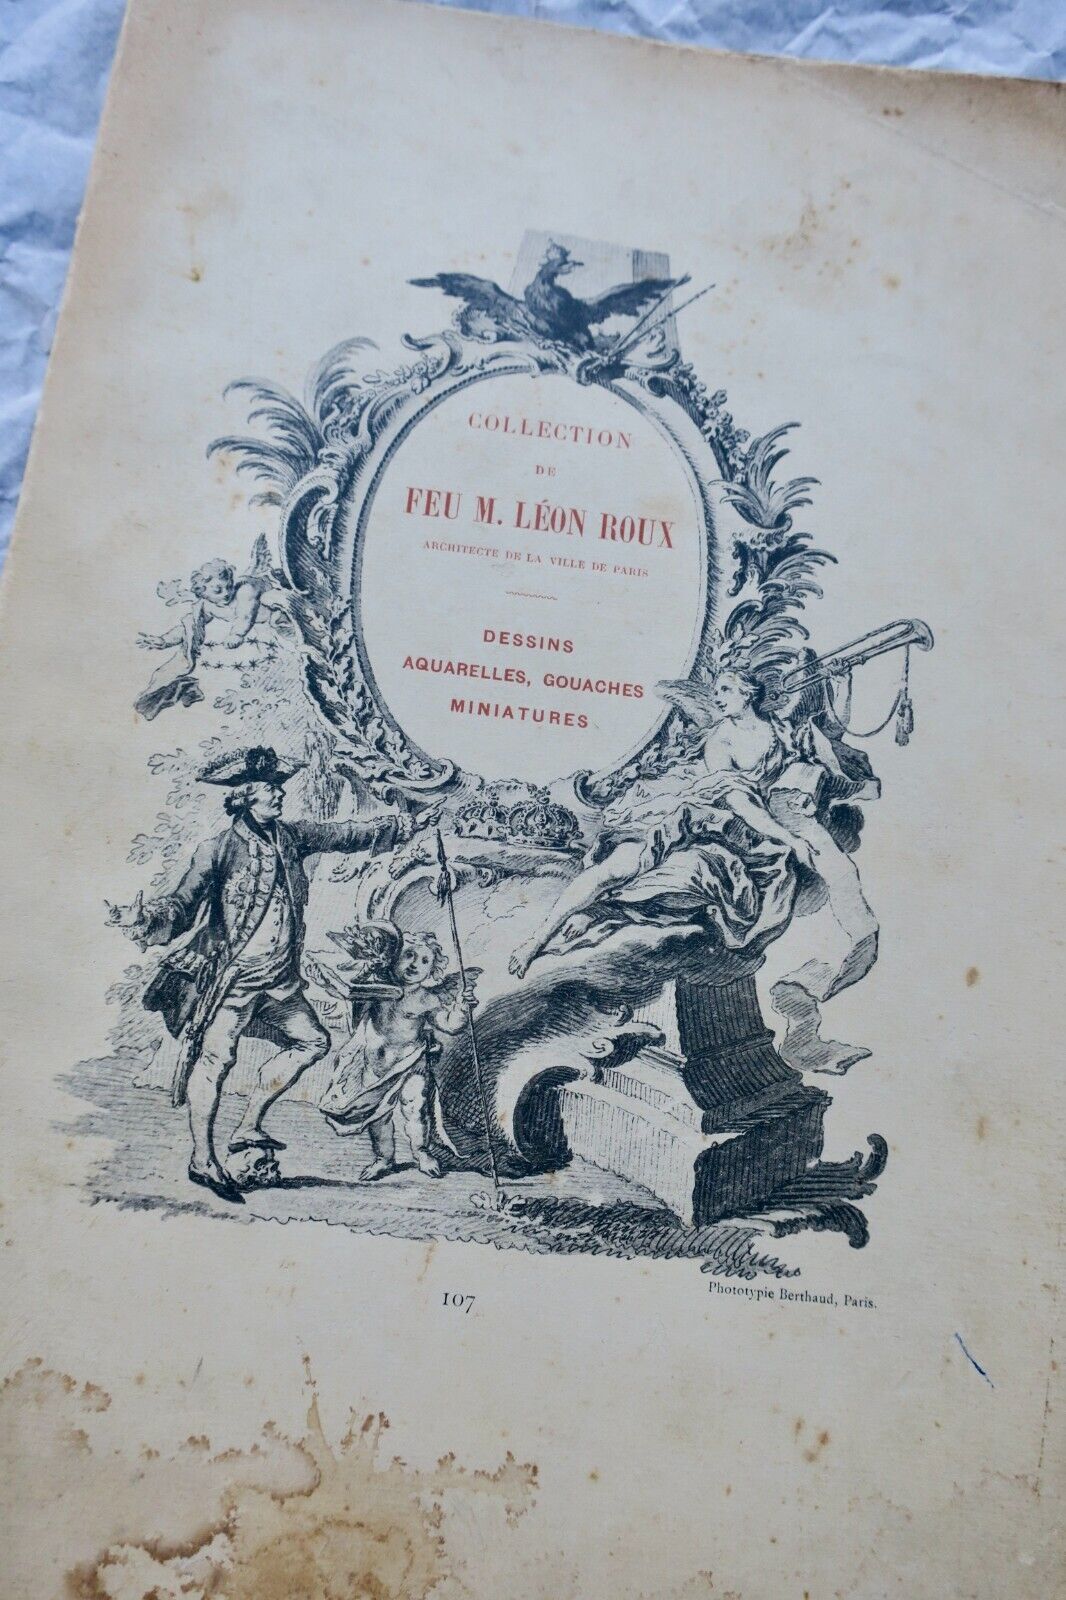 COLLECTION
DE
FEU M. LÉON ROUX
ARCHITECTE DE LA VILLE DE PARIS
DESSINS
AQUARELLES, GOUACHES
MINIATURES
Phototypie Berthaud, Paris.
107